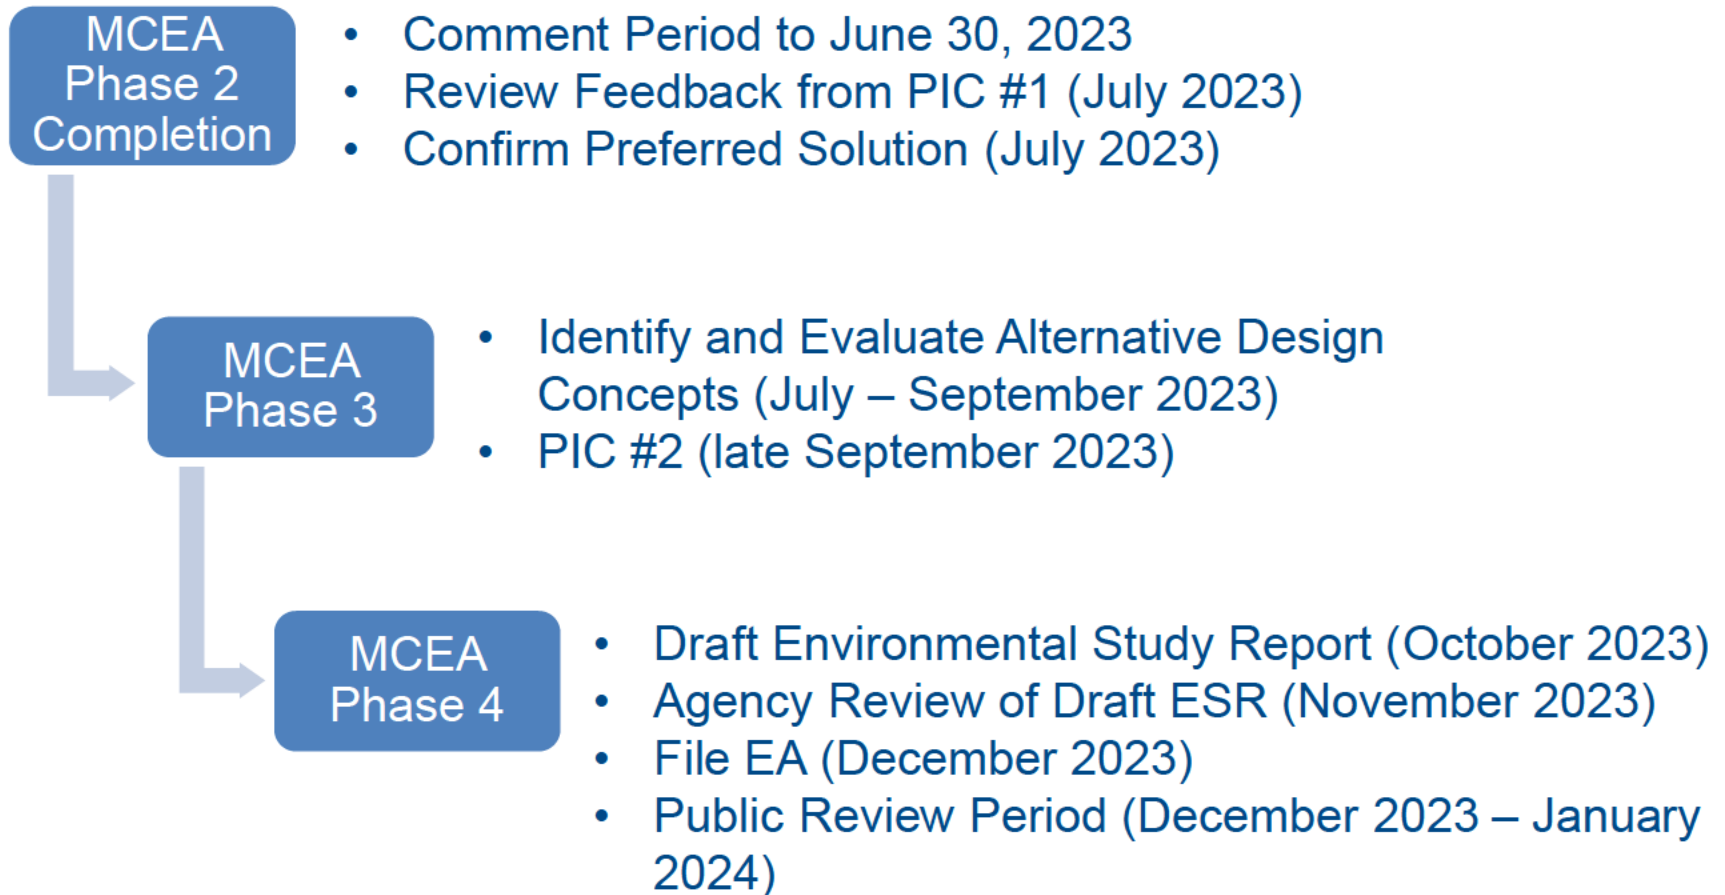 MCEA
Phase 2
Completion
• Comment Period to June 30, 2023
• Review Feedback from PIC #1 (July 2023)
• Confirm Preferred Solution (July 2023)
MCEA
Phase 3
• Identify and Evaluate Alternative Design
Concepts (July – September 2023)
• PIC #2 (late September 2023)
MCEA
Phase 4
• Draft Environmental Study Report (October 2023)
• Agency Review of Draft ESR (November 2023)
• File EA (December 2023)
• Public Review Period (December 2023 – January
2024)